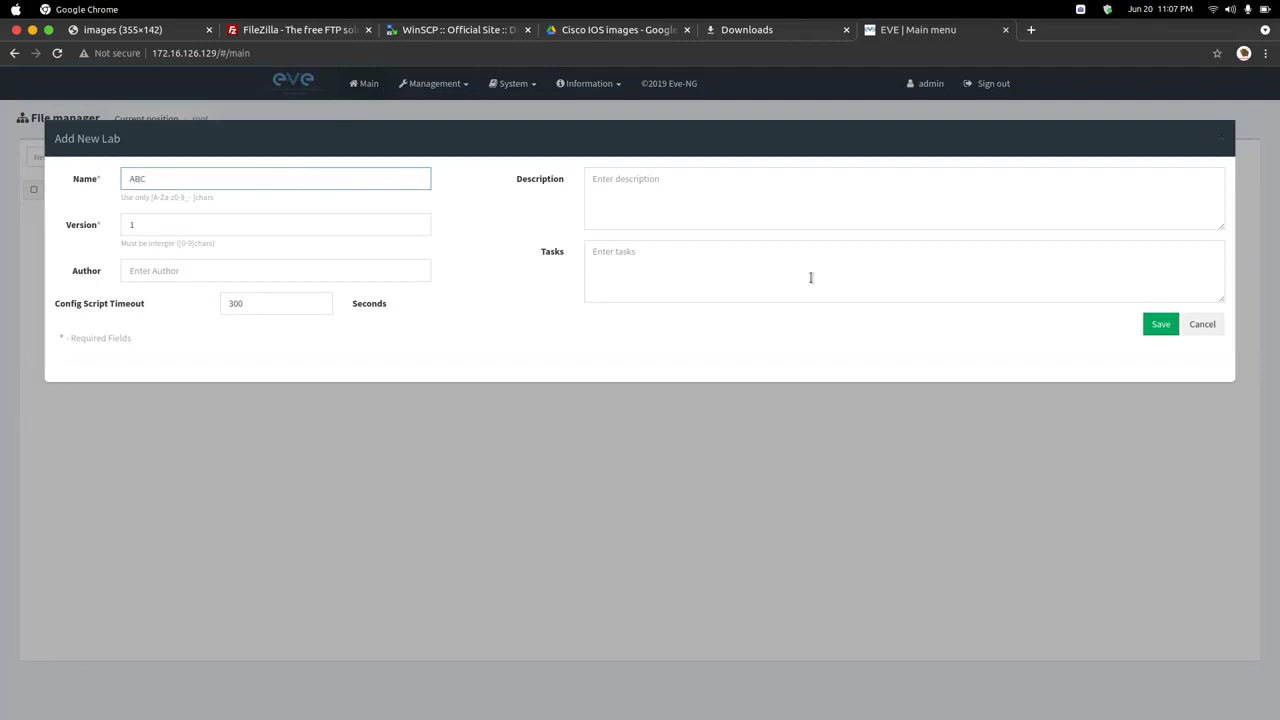 Google Chrome
Jun 20 11:07 PM
images (355×142)
FileZilla - The free FTP sol
WinSCP :: Official Site :: D
Cisco IOS images - Google
Downloads
EVE | Main menu
Not secure 172.16.126.129/#/main
eve
Main
Management
System
Information
©2019 Eve-NG
admin
Sign out
File manager Current position root
Add New Lab
Name* ABC
Use only [A-Za-z0-9_- ]chars
Version* 1
Must be interger ([0-9]chars)
Author Enter Author
Config Script Timeout 300 Seconds
* - Required Fields
Description Enter description
Tasks Enter tasks
Save Cancel